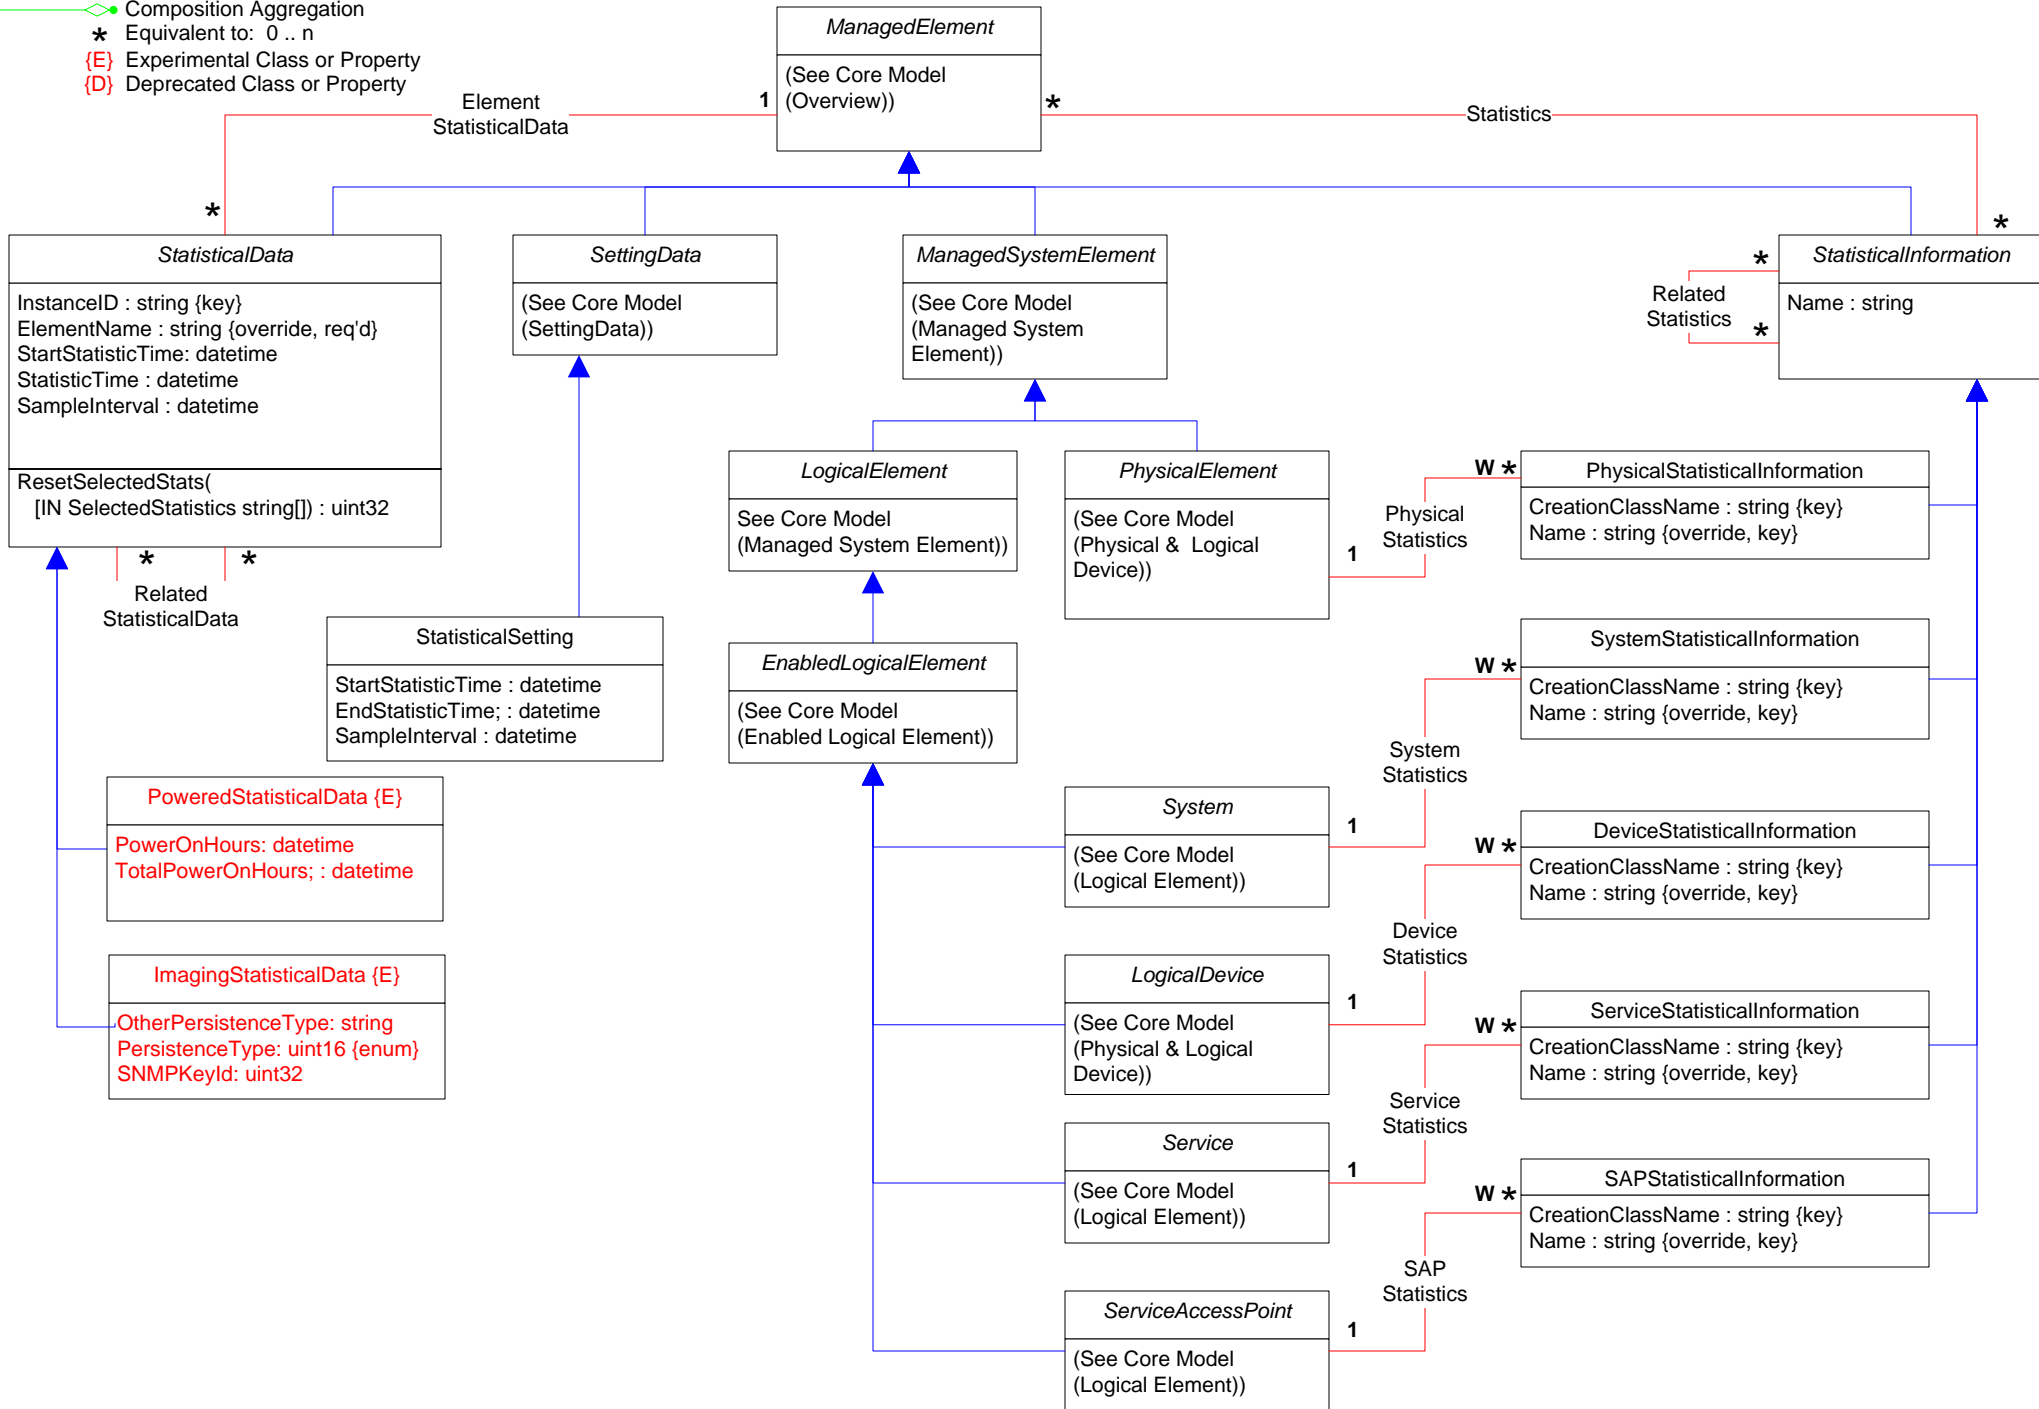 Composition Aggregation
* Equivalent to: 0 .. n
{E} Experimental Class or Property
{D} Deprecated Class or Property
ManagedElement
(See Core Model
(Overview))
Element
StatisticalData
1
*
*
Statistics
*
StatisticalData
InstanceID : string {key}
ElementName : string {override, req'd}
StartStatisticTime: datetime
StatisticTime : datetime
SampleInterval : datetime
ResetSelectedStats(
[IN SelectedStatistics string[]) : uint32
*
*
Related
StatisticalData
SettingData
(See Core Model
(SettingData))
ManagedSystemElement
(See Core Model
(Managed System
Element))
StatisticalInformation
Name : string
*
Related
Statistics
*
LogicalElement
See Core Model
(Managed System Element))
PhysicalElement
(See Core Model
(Physical & Logical
Device))
1
Physical
Statistics
W *
PhysicalStatisticalInformation
CreationClassName : string {key}
Name : string {override, key}
StatisticalSetting
StartStatisticTime : datetime
EndStatisticTime; : datetime
SampleInterval : datetime
EnabledLogicalElement
(See Core Model
(Enabled Logical Element))
W *
SystemStatisticalInformation
CreationClassName : string {key}
Name : string {override, key}
System
Statistics
PoweredStatisticalData {E}
PowerOnHours: datetime
TotalPowerOnHours; : datetime
System
(See Core Model
(Logical Element))
1
W *
DeviceStatisticalInformation
CreationClassName : string {key}
Name : string {override, key}
Device
Statistics
ImagingStatisticalData {E}
OtherPersistenceType: string
PersistenceType: uint16 {enum}
SNMPKeyId: uint32
LogicalDevice
(See Core Model
(Physical & Logical
Device))
1
W *
ServiceStatisticalInformation
CreationClassName : string {key}
Name : string {override, key}
Service
Statistics
Service
(See Core Model
(Logical Element))
1
W *
SAPStatisticalInformation
CreationClassName : string {key}
Name : string {override, key}
SAP
Statistics
ServiceAccessPoint
(See Core Model
(Logical Element))
1